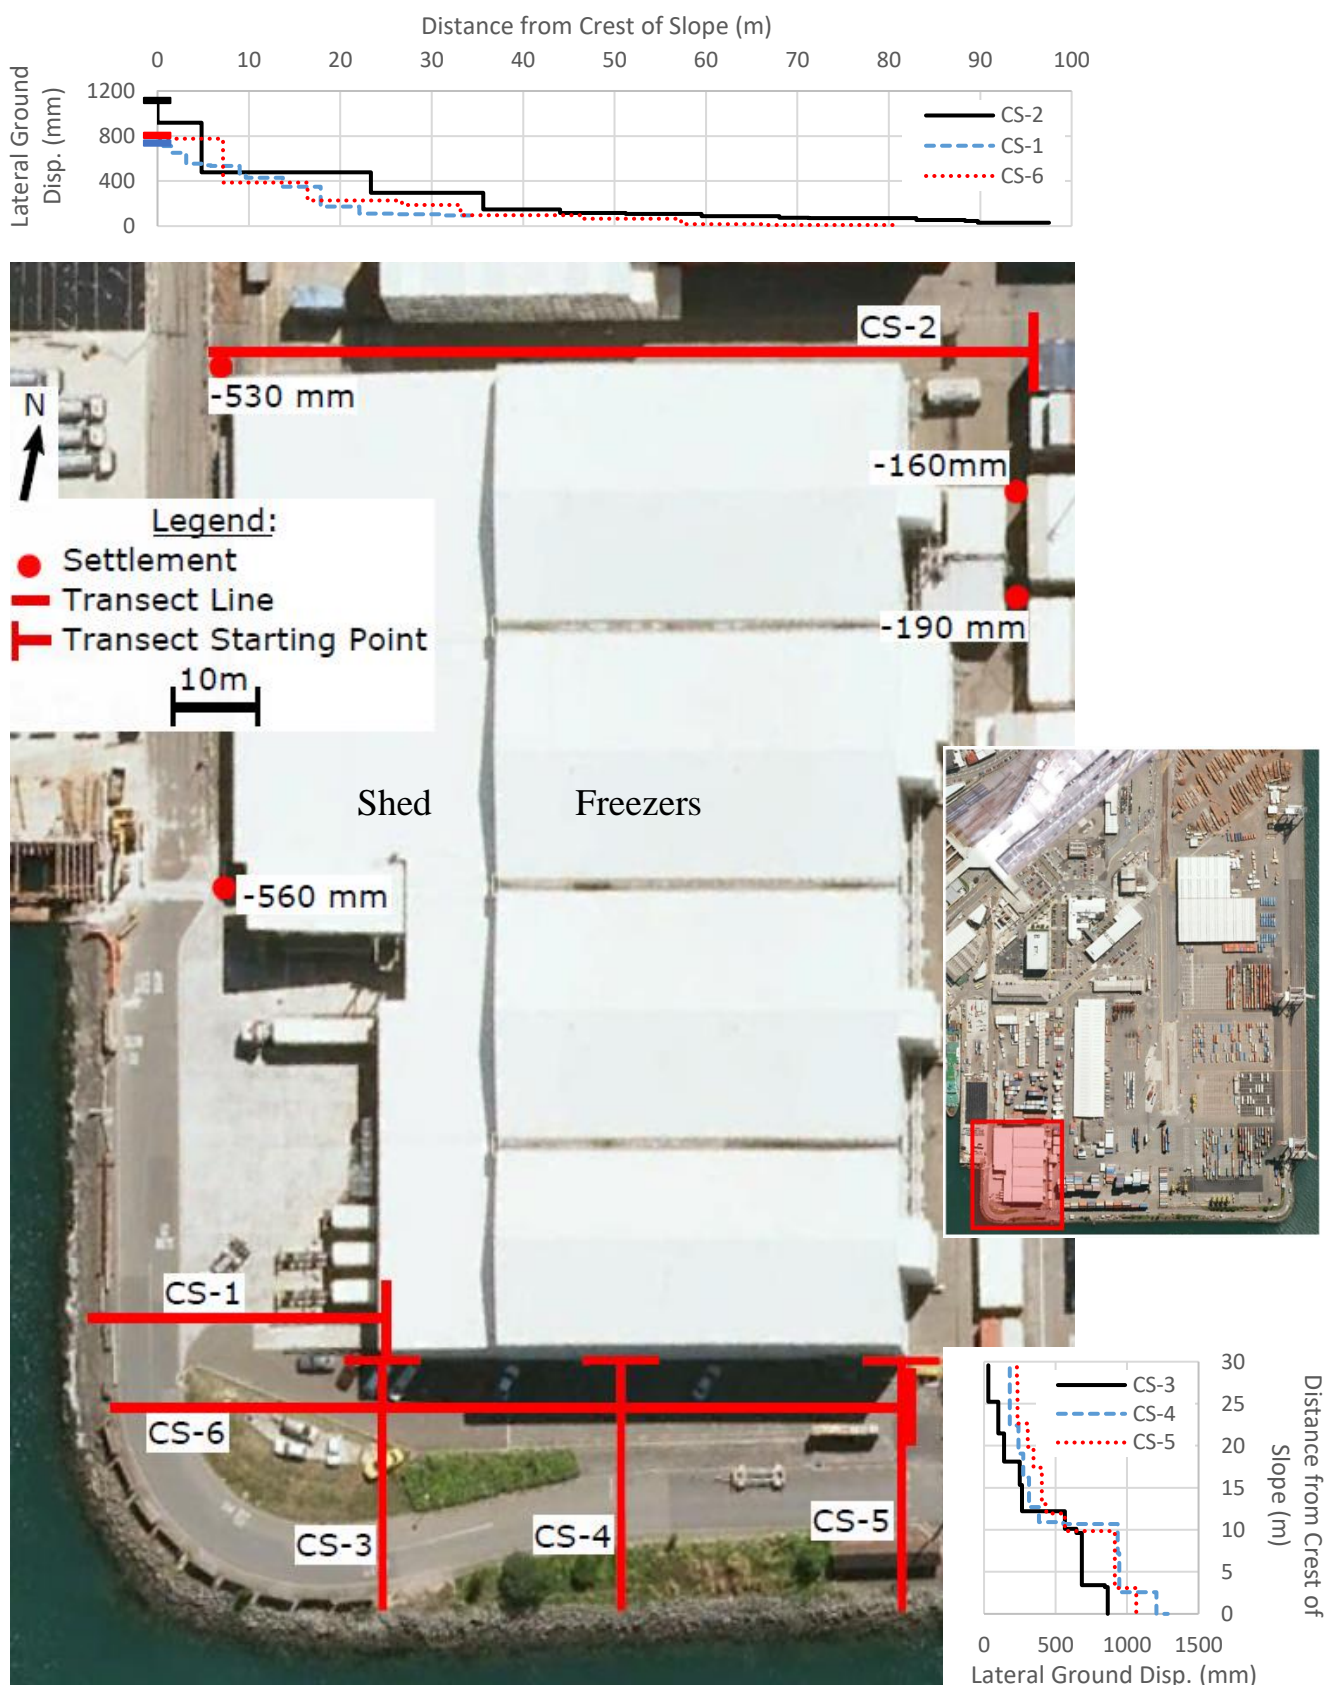 Distance from Crest of Slope (m)
0 10 20 30 40 50 60 70 80 90 100
Lateral Ground
Disp. (mm)
1200
800
400
0
CS-2
CS-1
CS-6
CS-2
-530 mm
N
-160mm
Legend:
Settlement
Transect Line
Transect Starting Point
-190 mm
10m
Shed Freezers
-560 mm
CS-1
CS-6
CS-3
CS-4
CS-5
CS-3
CS-4
CS-5
30
25
20
15
10
5
0
Distance from Crest of
Slope (m)
0 500 1000 1500
Lateral Ground Disp. (mm)